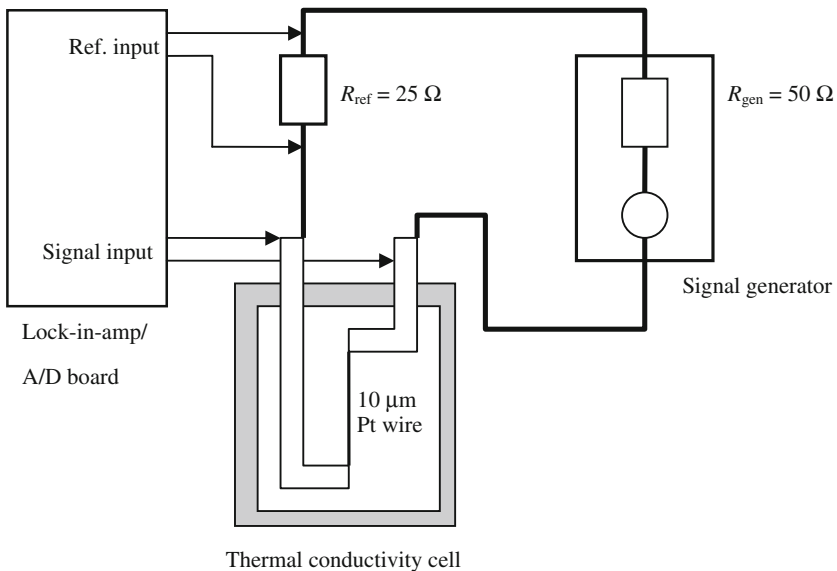 Ref. input
R_ref = 25 Ω
R_gen = 50 Ω
Signal input
Signal generator
Lock-in-amp/
A/D board
10 μm
Pt wire
Thermal conductivity cell